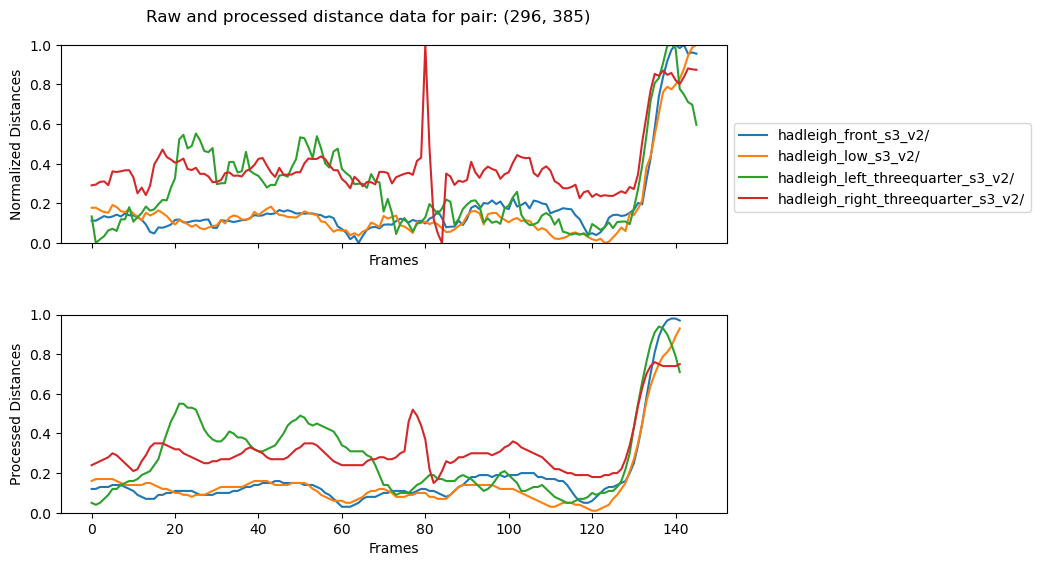 Raw and processed distance data for pair: (296, 385)
1.0
0.8
0.6
0.4
0.2
0.0
Normalized Distances
Frames
hadleigh_front_s3_v2/
hadleigh_low_s3_v2/
hadleigh_left_threequarter_s3_v2/
hadleigh_right_threequarter_s3_v2/
1.0
0.8
0.6
0.4
0.2
0.0
Processed Distances
0 20 40 60 80 100 120 140
Frames